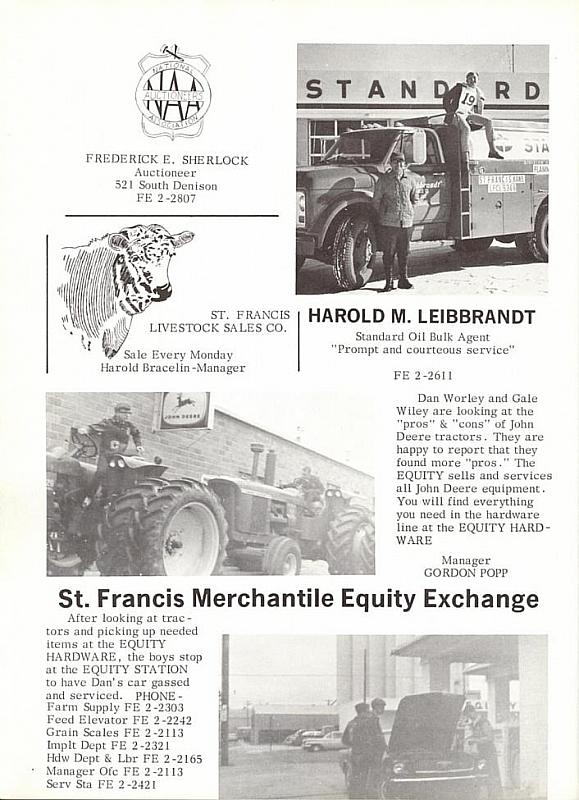 NATIONAL
NAA
AUCTIONEERS
ASSOCIATION
FREDERICK E. SHERLOCK
Auctioneer
521 South Denison
FE 2-2807
ST. FRANCIS
LIVESTOCK SALES CO.
Sale Every Monday
Harold Bracelin-Manager
STANDARD
19
STA
FLAMM
ST FRANCIS KANS
HAROLD M. LEIBBRANDT
Standard Oil Bulk Agent
"Prompt and courteous service"
FE 2-2611
JOHN DEERE
Dan Worley and Gale
Wiley are looking at the
"pros" & "cons" of John
Deere tractors. They are
happy to report that they
found more "pros." The
EQUITY sells and services
all John Deere equipment.
You will find everything
you need in the hardware
line at the EQUITY HARD-
WARE
Manager
GORDON POPP
St. Francis Merchantile Equity Exchange
After looking at trac-
tors and picking up needed
items at the EQUITY
HARDWARE, the boys stop
at the EQUITY STATION
to have Dan's car gassed
and serviced. PHONE-
Farm Supply FE 2-2303
Feed Elevator FE 2-2242
Grain Scales FE 2-2113
Implt Dept FE 2-2321
Hdw Dept & Lbr FE 2-2165
Manager Ofc FE 2-2113
Serv Sta FE 2-2421